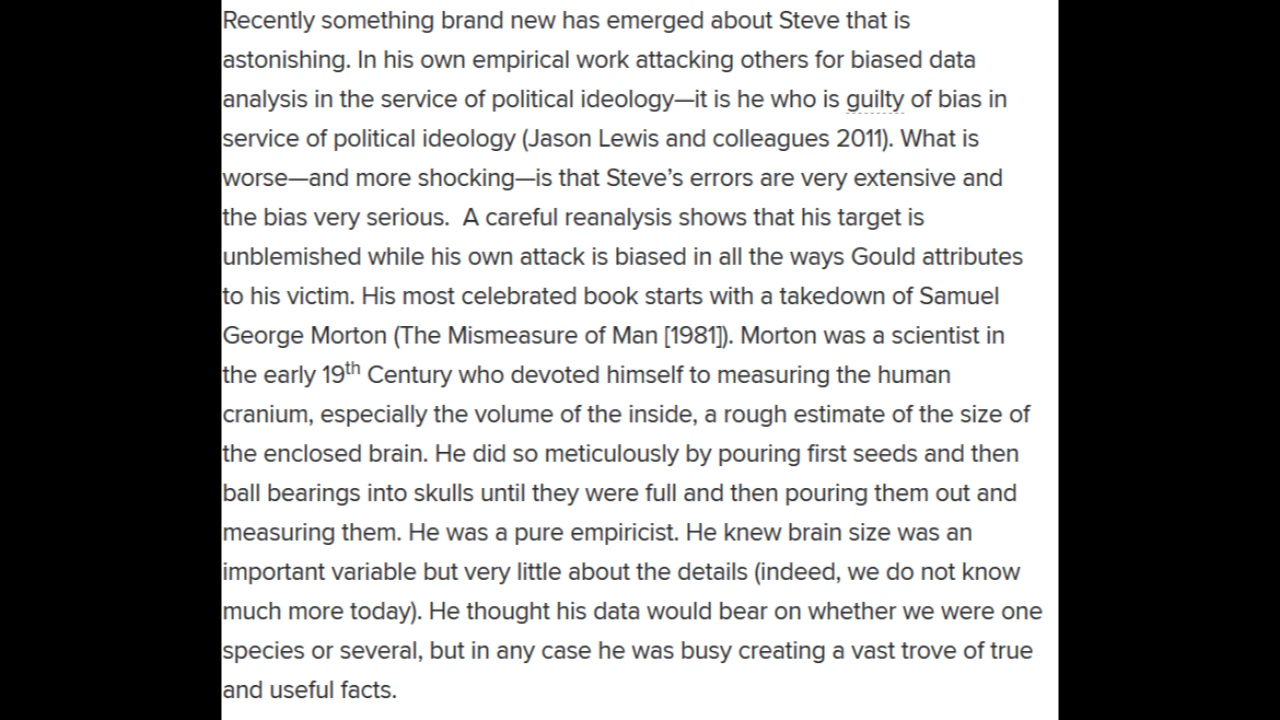 Recently something brand new has emerged about Steve that is
astonishing. In his own empirical work attacking others for biased data
analysis in the service of political ideology—it is he who is guilty of bias in
service of political ideology (Jason Lewis and colleagues 2011). What is
worse—and more shocking—is that Steve’s errors are very extensive and
the bias very serious.  A careful reanalysis shows that his target is
unblemished while his own attack is biased in all the ways Gould attributes
to his victim. His most celebrated book starts with a takedown of Samuel
George Morton (The Mismeasure of Man [1981]). Morton was a scientist in
the early 19th Century who devoted himself to measuring the human
cranium, especially the volume of the inside, a rough estimate of the size of
the enclosed brain. He did so meticulously by pouring first seeds and then
ball bearings into skulls until they were full and then pouring them out and
measuring them. He was a pure empiricist. He knew brain size was an
important variable but very little about the details (indeed, we do not know
much more today). He thought his data would bear on whether we were one
species or several, but in any case he was busy creating a vast trove of true
and useful facts.